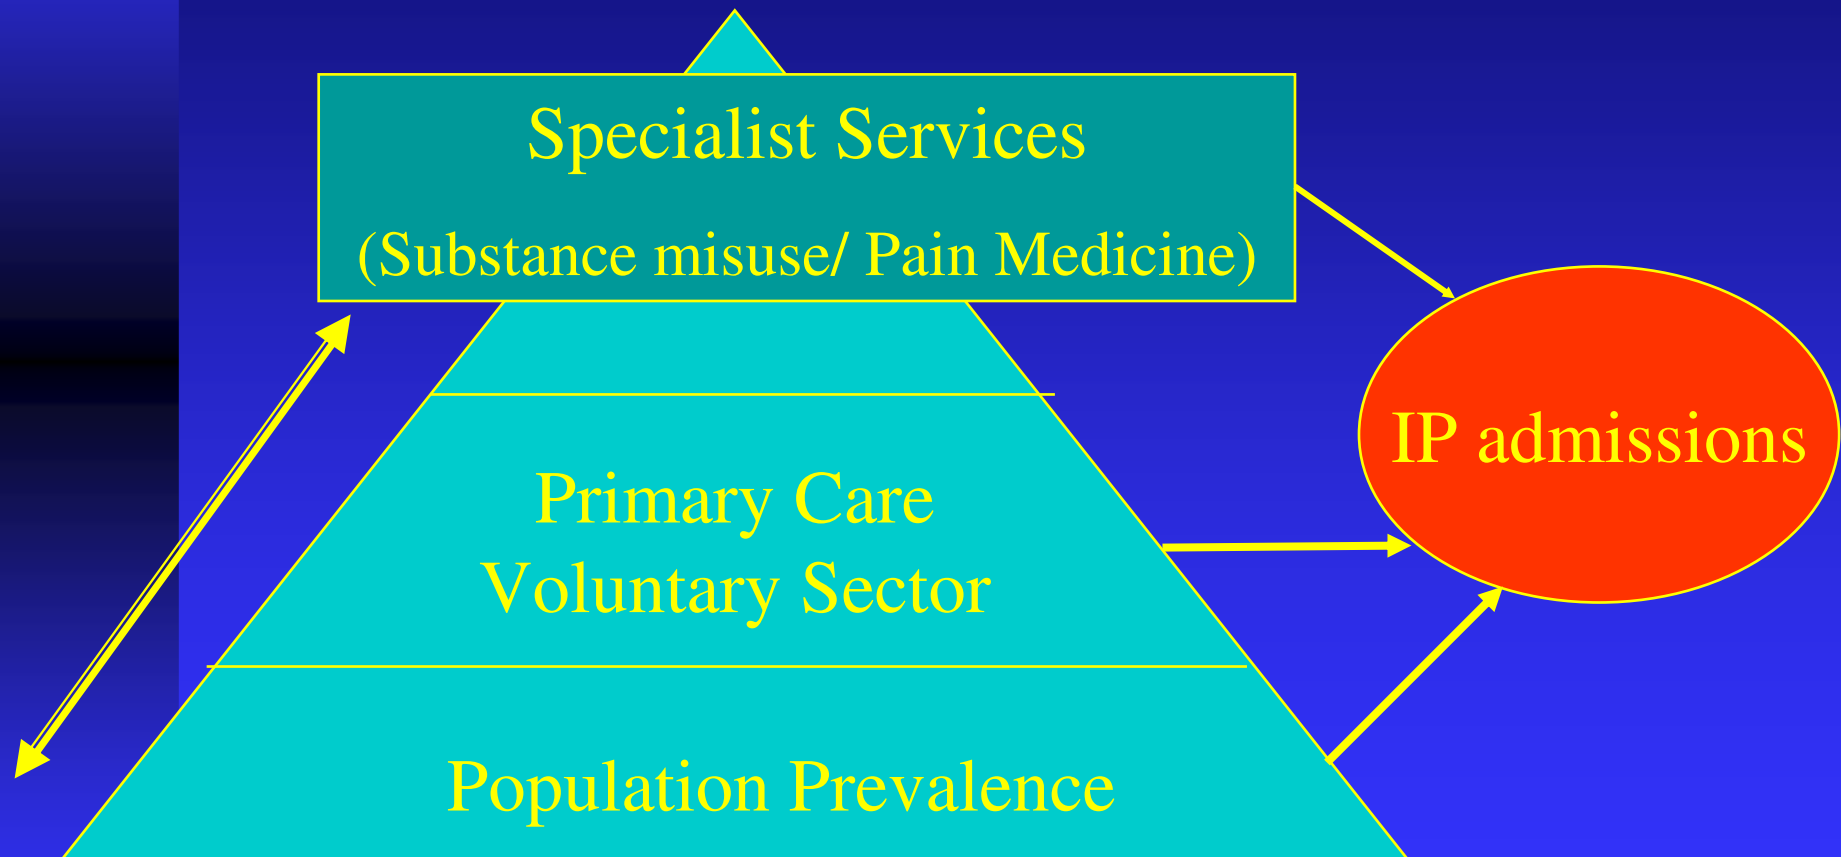 Specialist Services
(Substance misuse/ Pain Medicine)
IP admissions
Primary Care
Voluntary Sector
Population Prevalence